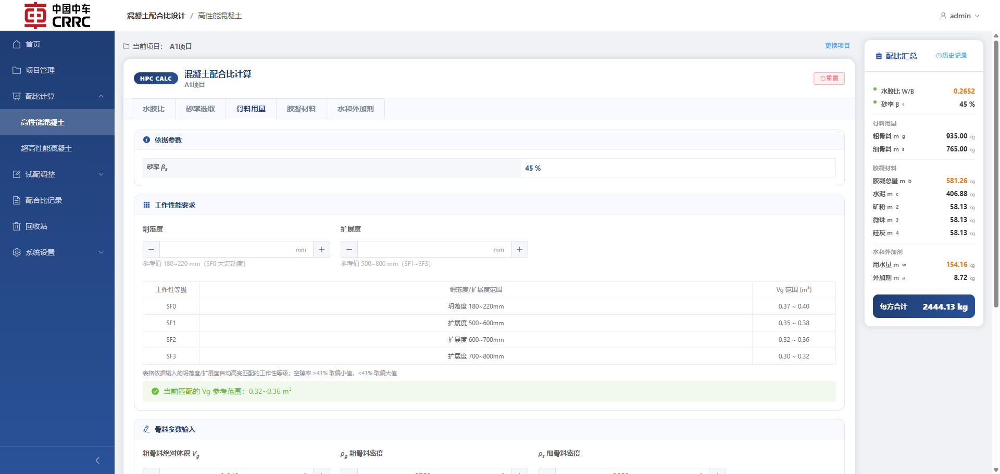 中国中车
CRRC
混凝土配合比设计 / 高性能混凝土
admin
首页
项目管理
配比计算
高性能混凝土
超高性能混凝土
试配调整
配合比记录
回收站
系统设置
当前项目： A1项目
更换项目
HPC CALC
混凝土配合比计算
A1项目
重置
水胶比 砂率选取 骨料用量 胶凝材料 水和外加剂
依据参数
砂率 βs 45 %
工作性能要求
坍落度 扩展度
mm mm
参考值 180~220 mm（SF0 大流动度） 参考值 500~800 mm（SF1~SF3）
工作性等级 坍落度/扩展度范围 Vg 范围 (m³)
SF0 坍落度 180~220mm 0.37 ~ 0.40
SF1 扩展度 500~600mm 0.35 ~ 0.38
SF2 扩展度 600~700mm 0.32 ~ 0.36
SF3 扩展度 700~800mm 0.30 ~ 0.32
表格依据输入的坍落度/扩展度自动高亮匹配的工作性等级；空隙率 >41% 取偏小值，<41% 取偏大值
当前匹配的 Vg 参考范围：0.32~0.36 m³
骨料参数输入
粗骨料绝对体积 Vg ρg 粗骨料密度 ρs 细骨料密度
配比汇总 历史记录
水胶比 W/B 0.2652
砂率 β s 45 %
骨料用量
粗骨料 m g 935.00 kg
细骨料 m s 765.00 kg
胶凝材料
胶凝总量 m b 581.26 kg
水泥 m c 406.88 kg
矿粉 m 2 58.13 kg
微珠 m 3 58.13 kg
硅灰 m 4 58.13 kg
水和外加剂
用水量 m w 154.16 kg
外加剂 m a 8.72 kg
每方合计 2444.13 kg